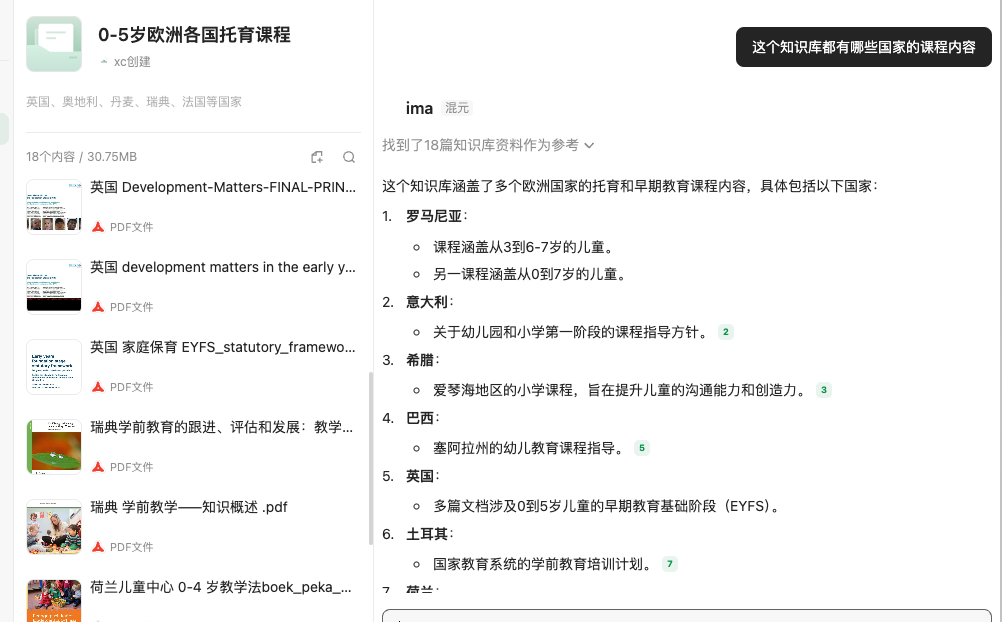 0-5岁欧洲各国托育课程
xc创建
英国、奥地利、丹麦、瑞典、法国等国家
18个内容 / 30.75MB
英国 Development-Matters-FINAL-PRIN...
PDF文件
英国 development matters in the early y...
PDF文件
英国 家庭保育 EYFS_statutory_framewo...
PDF文件
瑞典学前教育的跟进、评估和发展：教学...
PDF文件
瑞典 学前教学——知识概述 .pdf
PDF文件
荷兰儿童中心 0-4 岁教学法boek_peka_...
这个知识库都有哪些国家的课程内容
ima 混元
找到了18篇知识库资料作为参考
这个知识库涵盖了多个欧洲国家的托育和早期教育课程内容，具体包括以下国家：
1. 罗马尼亚：
课程涵盖从3到6-7岁的儿童。
另一课程涵盖从0到7岁的儿童。
2. 意大利：
关于幼儿园和小学第一阶段的课程指导方针。 2
3. 希腊：
爱琴海地区的小学课程，旨在提升儿童的沟通能力和创造力。 3
4. 巴西：
塞阿拉州的幼儿教育课程指导。 5
5. 英国：
多篇文档涉及0到5岁儿童的早期教育基础阶段（EYFS）。
6. 土耳其：
国家教育系统的学前教育培训计划。 7
7. 荷兰：